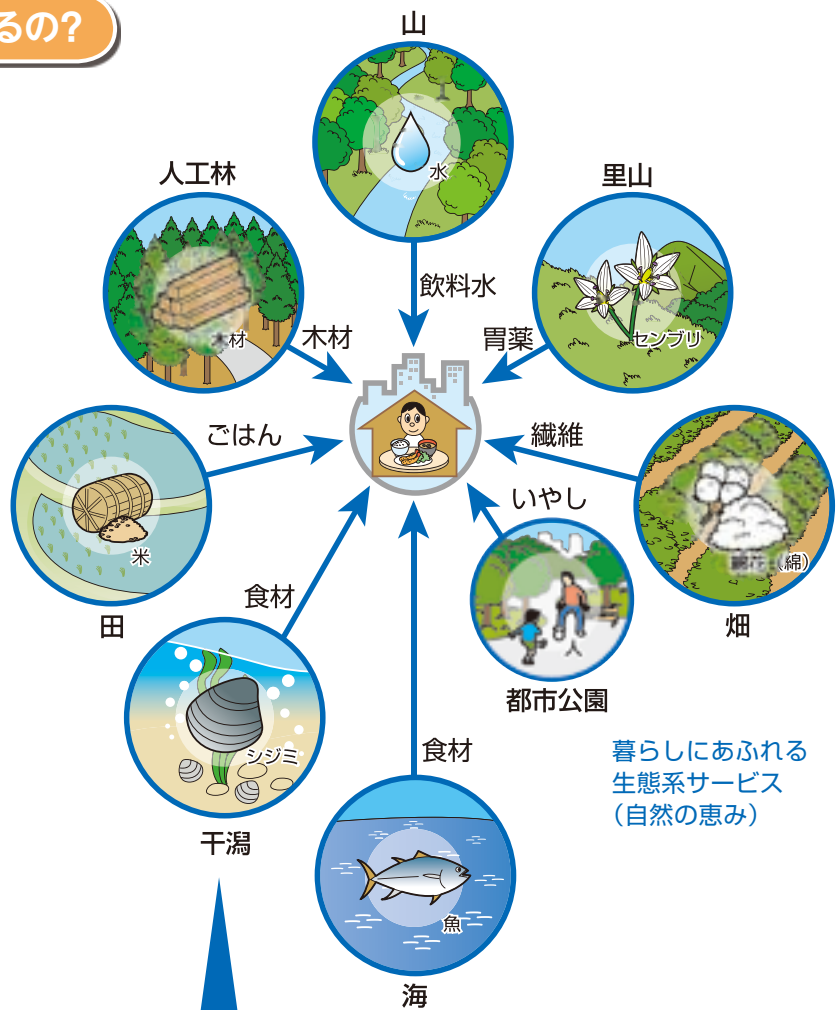 るの?
山
水
人工林
木材
里山
センブリ
飲料水
木材
胃薬
ごはん
繊維
米
田
いやし
綿花（綿）
畑
食材
シジミ
干潟
人
都市公園
食材
暮らしにあふれる
生態系サービス
（自然の恵み）
魚
海